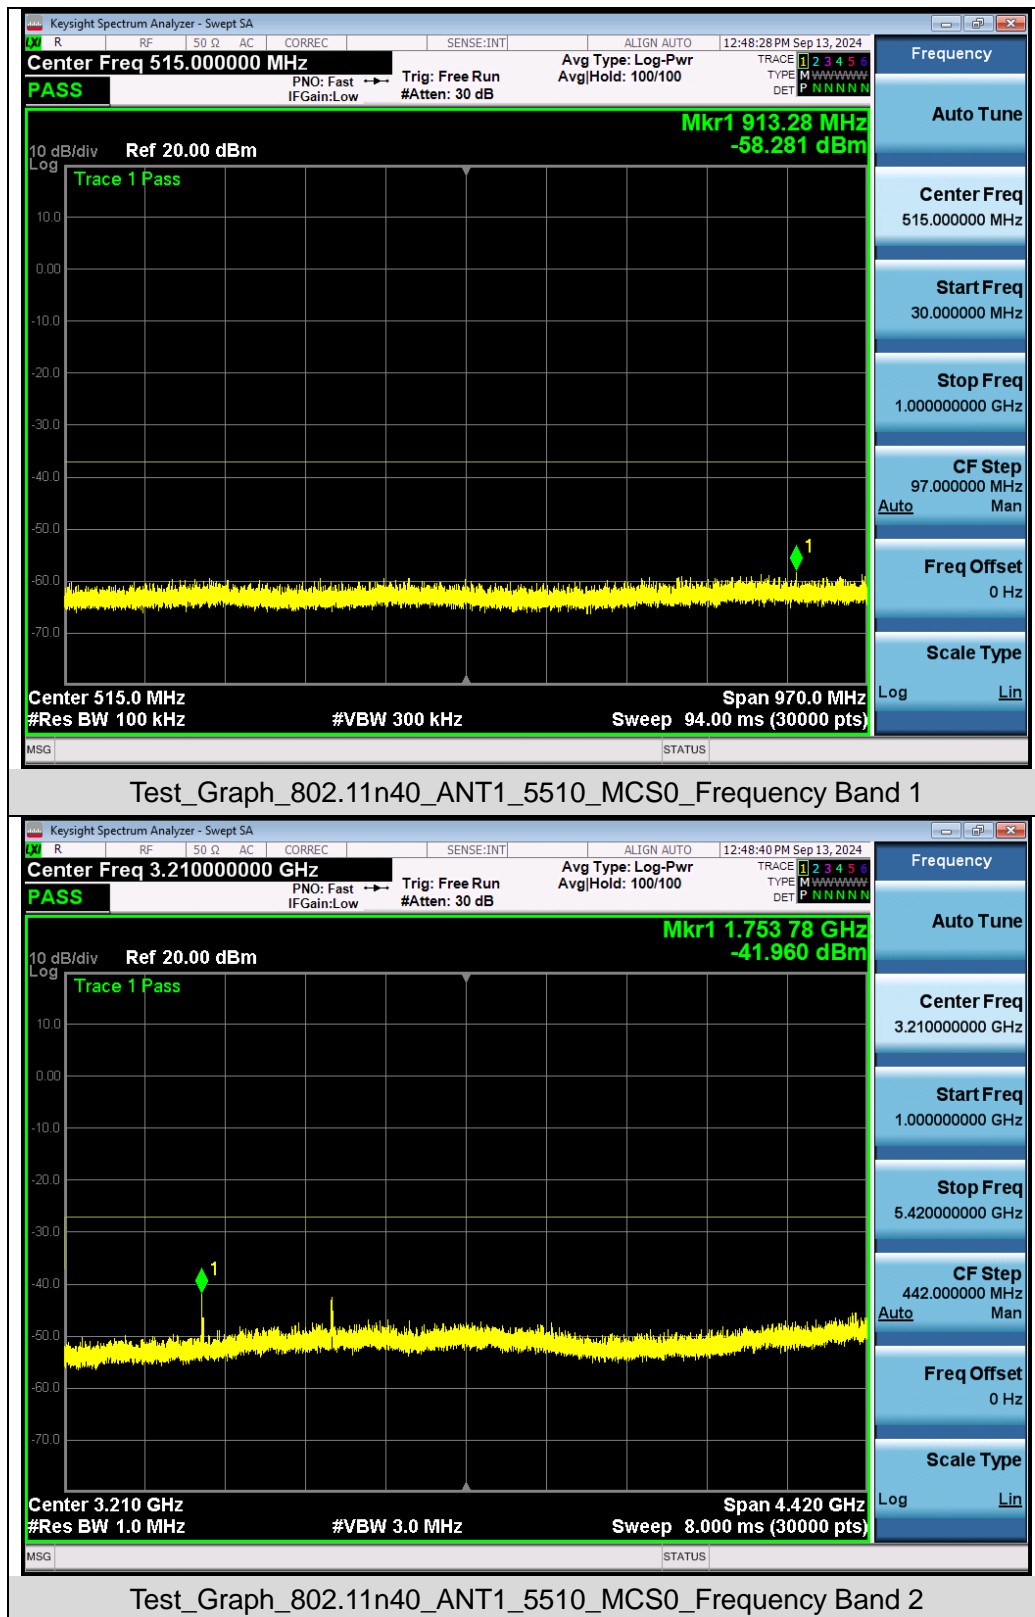 Keysight Spectrum Analyzer - Swept SA
LXI R RF 50 Ω AC CORREC SENSE:INT ALIGN AUTO 12:48:28 PM Sep 13, 2024
Center Freq 515.000000 MHz
PASS
PNO: Fast
IFGain:Low
Trig: Free Run
#Atten: 30 dB
Avg Type: Log-Pwr
Avg|Hold: 100/100
TRACE 1 2 3 4 5 6
TYPE M WWWWW
DET P N N N N N
Mkr1 913.28 MHz
-58.281 dBm
10 dB/div Ref 20.00 dBm
Log
Trace 1 Pass
10.0
0.00
-10.0
-20.0
-30.0
-40.0
-50.0
-60.0
-70.0
1
Center 515.0 MHz Span 970.0 MHz
#Res BW 100 kHz #VBW 300 kHz Sweep 94.00 ms (30000 pts)
MSG STATUS
Frequency
Auto Tune
Center Freq
515.000000 MHz
Start Freq
30.000000 MHz
Stop Freq
1.000000000 GHz
CF Step
97.000000 MHz
Auto Man
Freq Offset
0 Hz
Scale Type
Log Lin
Test_Graph_802.11n40_ANT1_5510_MCS0_Frequency Band 1
Keysight Spectrum Analyzer - Swept SA
LXI R RF 50 Ω AC CORREC SENSE:INT ALIGN AUTO 12:48:40 PM Sep 13, 2024
Center Freq 3.210000000 GHz
PASS
PNO: Fast
IFGain:Low
Trig: Free Run
#Atten: 30 dB
Avg Type: Log-Pwr
Avg|Hold: 100/100
TRACE 1 2 3 4 5 6
TYPE M WWWWW
DET P N N N N N
Mkr1 1.753 78 GHz
-41.960 dBm
10 dB/div Ref 20.00 dBm
Log
Trace 1 Pass
10.0
0.00
-10.0
-20.0
-30.0
-40.0
-50.0
-60.0
-70.0
1
Center 3.210 GHz Span 4.420 GHz
#Res BW 1.0 MHz #VBW 3.0 MHz Sweep 8.000 ms (30000 pts)
MSG STATUS
Frequency
Auto Tune
Center Freq
3.210000000 GHz
Start Freq
1.000000000 GHz
Stop Freq
5.420000000 GHz
CF Step
442.000000 MHz
Auto Man
Freq Offset
0 Hz
Scale Type
Log Lin
Test_Graph_802.11n40_ANT1_5510_MCS0_Frequency Band 2